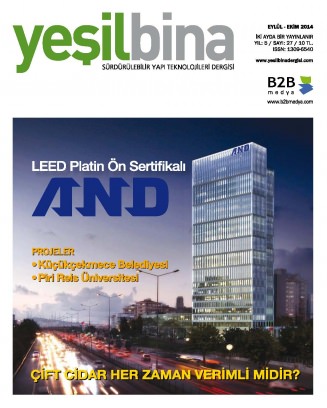 yeşilbina
SÜRDÜRÜLEBİLİR YAPI TEKNOLOJİLERİ DERGİSİ
EYLÜL - EKİM 2014
İKİ AYDA BİR YAYINLANIR
YIL: 5 / SAYI: 27 / 10 TL.
ISSN: 1309-6540
www.yesilbinadergisi.com
B2B
medya
www.b2bmedya.com
LEED Platin Ön Sertifikalı
AND
AND
PROJELER
• Küçükçekmece Belediyesi
• Piri Reis Üniversitesi
ÇİFT CİDAR HER ZAMAN VERİMLİ MİDİR?